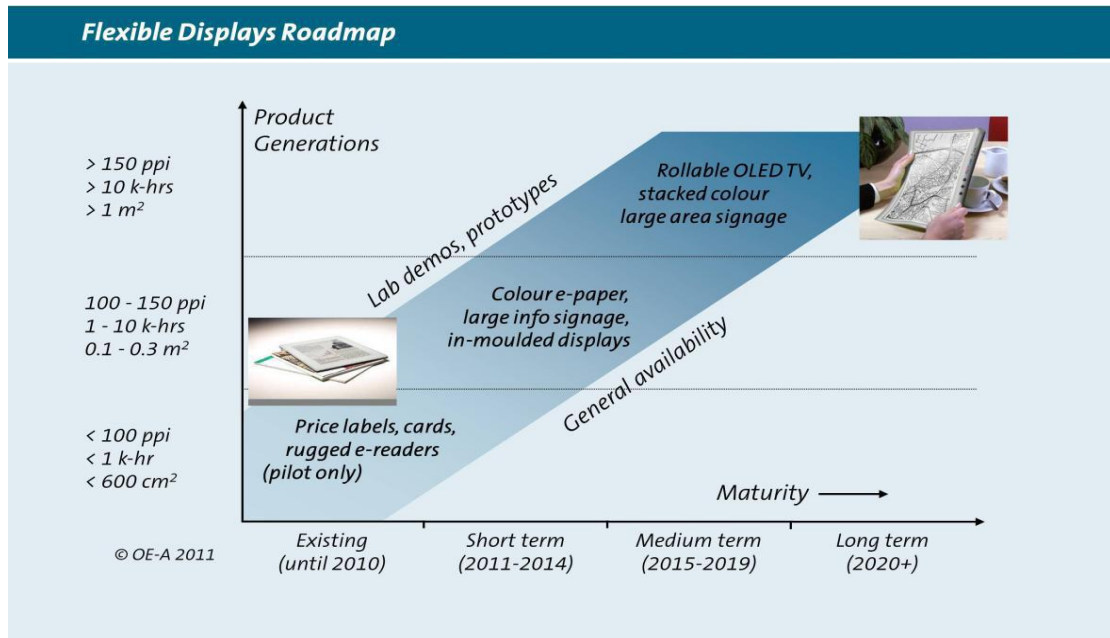 Flexible Displays Roadmap
Product
Generations
> 150 ppi
> 10 k-hrs
> 1 m²
Lab demos, prototypes
Rollable OLED TV,
stacked colour
large area signage
100 - 150 ppi
1 - 10 k-hrs
0.1 - 0.3 m²
Colour e-paper,
large info signage,
in-moulded displays
General availability
< 100 ppi
< 1 k-hr
< 600 cm²
Price labels, cards,
rugged e-readers
(pilot only)
Maturity
Existing
(until 2010)
Short term
(2011-2014)
Medium term
(2015-2019)
Long term
(2020+)
© OE-A 2011